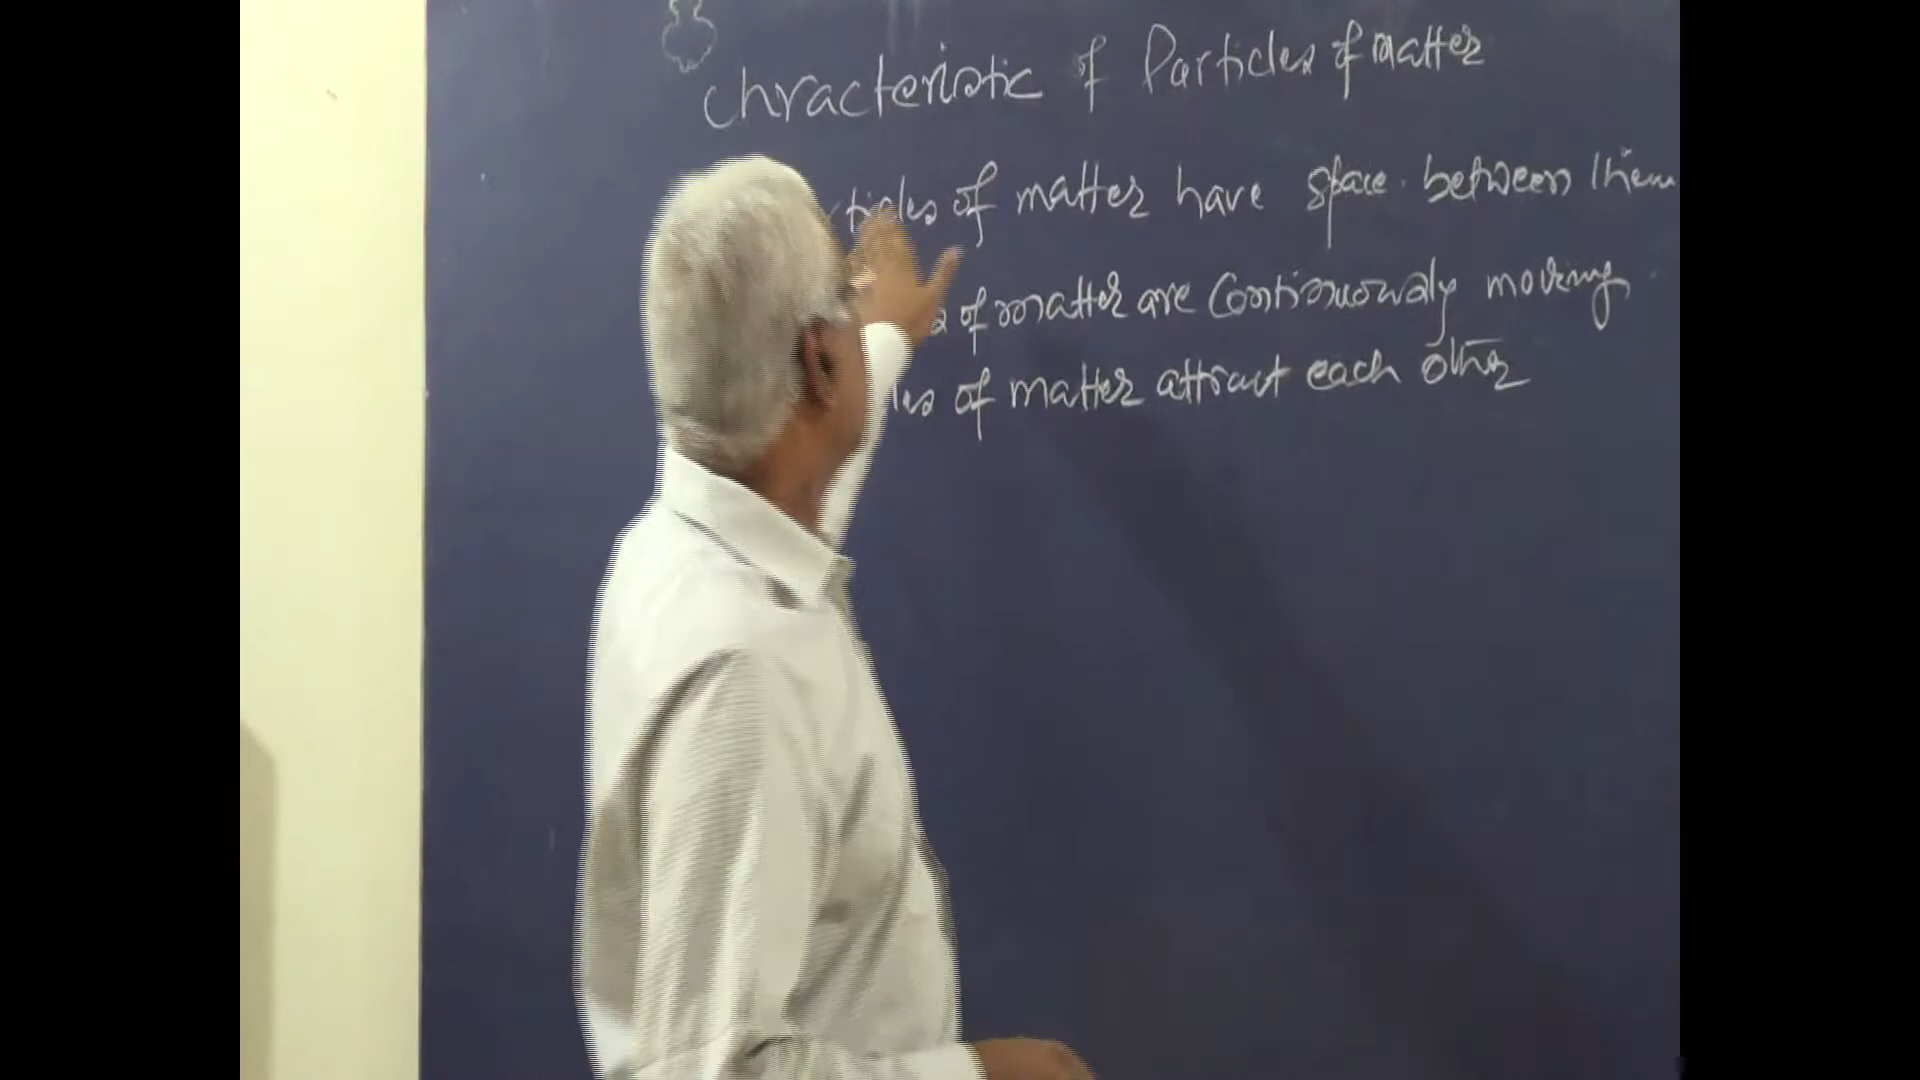 Chracteristic of Particles of matter
ticles of matter have space between them
of matter are Continuously moving
les of matter attract each other